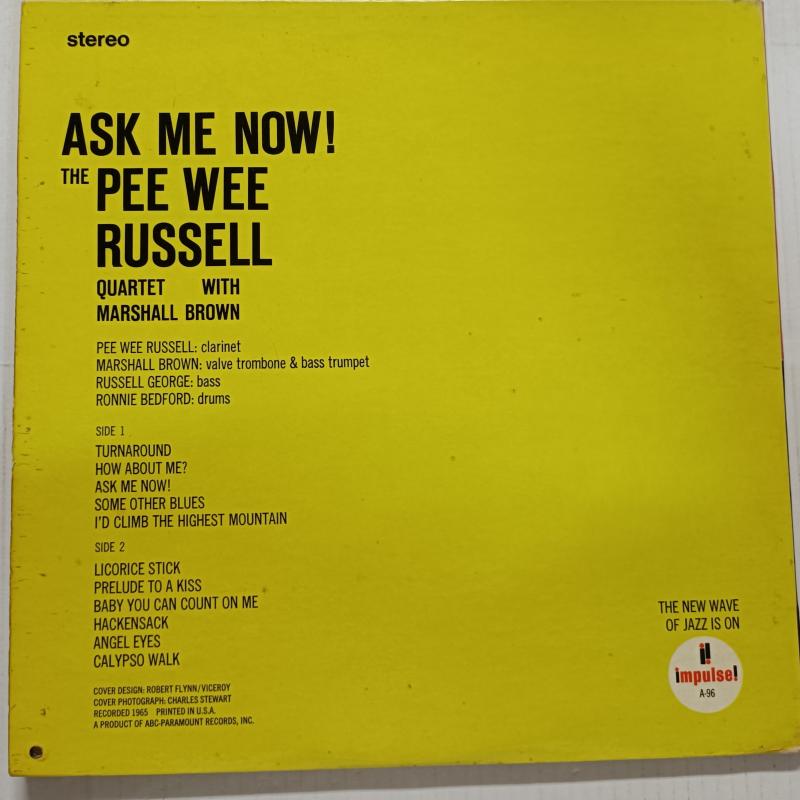 stereo
ASK ME NOW!
THE PEE WEE
RUSSELL
QUARTET WITH
MARSHALL BROWN
PEE WEE RUSSELL: clarinet
MARSHALL BROWN: valve trombone & bass trumpet
RUSSELL GEORGE: bass
RONNIE BEDFORD: drums
SIDE 1
TURNAROUND
HOW ABOUT ME?
ASK ME NOW!
SOME OTHER BLUES
I'D CLIMB THE HIGHEST MOUNTAIN
SIDE 2
LICORICE STICK
PRELUDE TO A KISS
BABY YOU CAN COUNT ON ME
HACKENSACK
ANGEL EYES
CALYPSO WALK
COVER DESIGN: ROBERT FLYNN/VICEROY
COVER PHOTOGRAPH: CHARLES STEWART
RECORDED 1965 PRINTED IN U.S.A.
A PRODUCT OF ABC-PARAMOUNT RECORDS, INC.
THE NEW WAVE
OF JAZZ IS ON
i!
impulse!
A-96